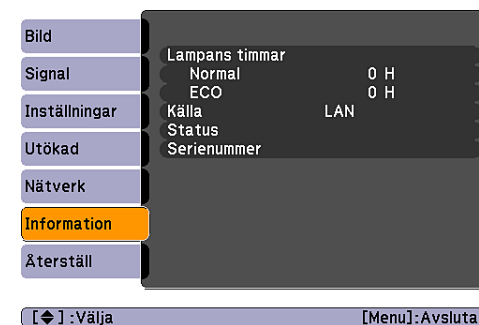 Bild
Signal
Inställningar
Utökad
Nätverk
Information
Återställ
Lampans timmar
Normal 0 H
ECO 0 H
Källa LAN
Status
Serienummer
[◆] :Välja [Menu]:Avsluta